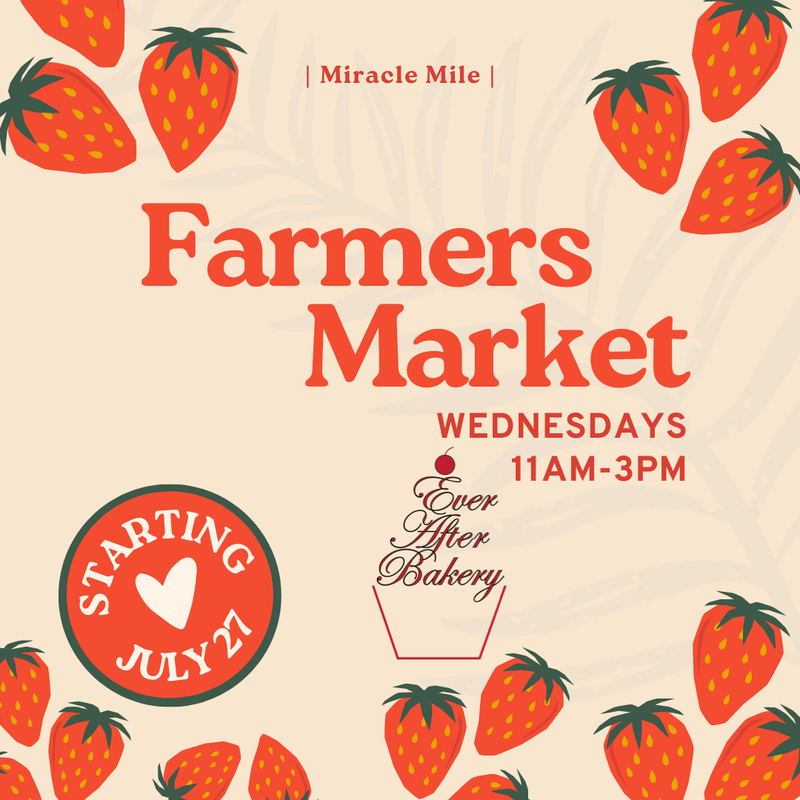 | Miracle Mile |
Farmers
Market
WEDNESDAYS
11AM-3PM
Ever
After
Bakery
STARTING
JULY 27